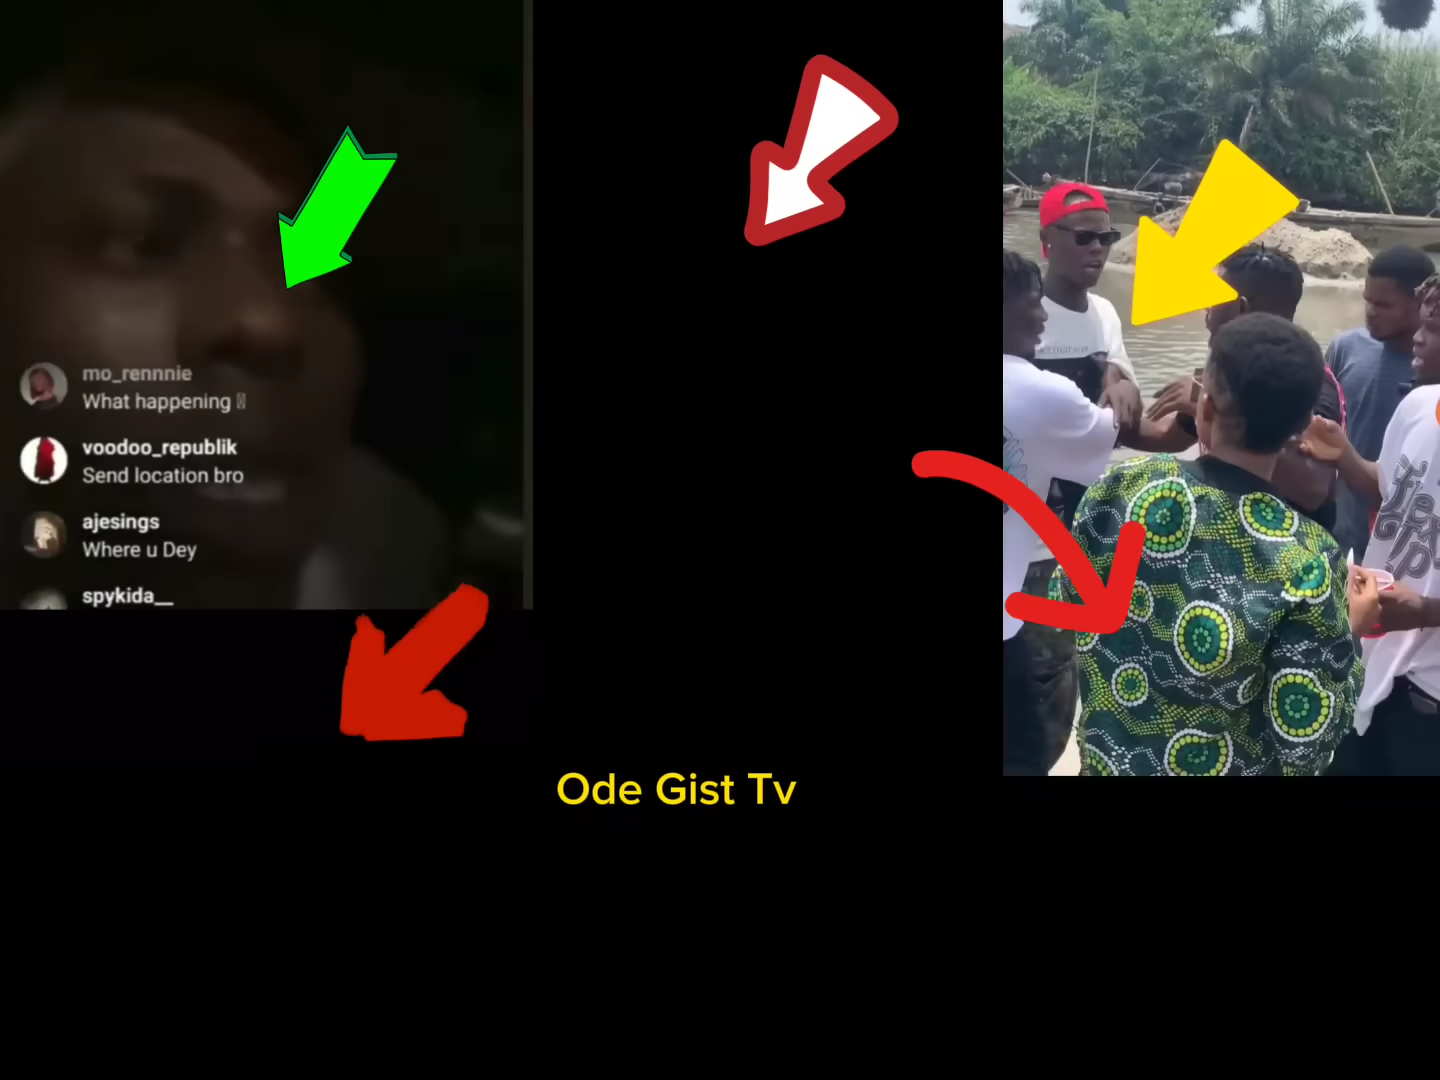 mo_rennnie
What happening
voodoo_republik
Send location bro
ajesings
Where u Dey
spykida__
Ode Gist Tv